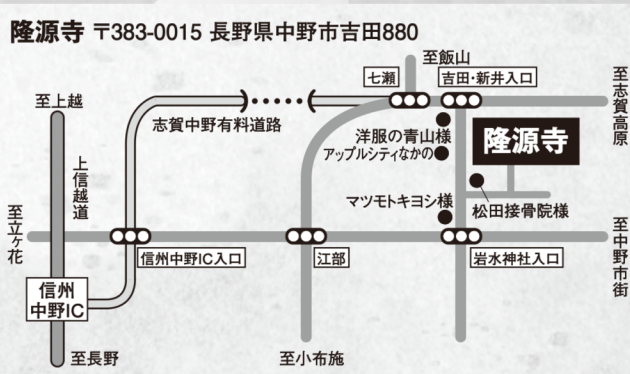 隆源寺 〒383-0015 長野県中野市吉田880
至飯山
七瀬
吉田・新井入口
至志賀高原
至上越
志賀中野有料道路
洋服の青山様
アップルシティなかの
隆源寺
上信越道
マツモトキヨシ様
松田接骨院様
至立ヶ花
信州中野IC入口
江部
岩水神社入口
至中野市街
信州
中野IC
至長野
至小布施